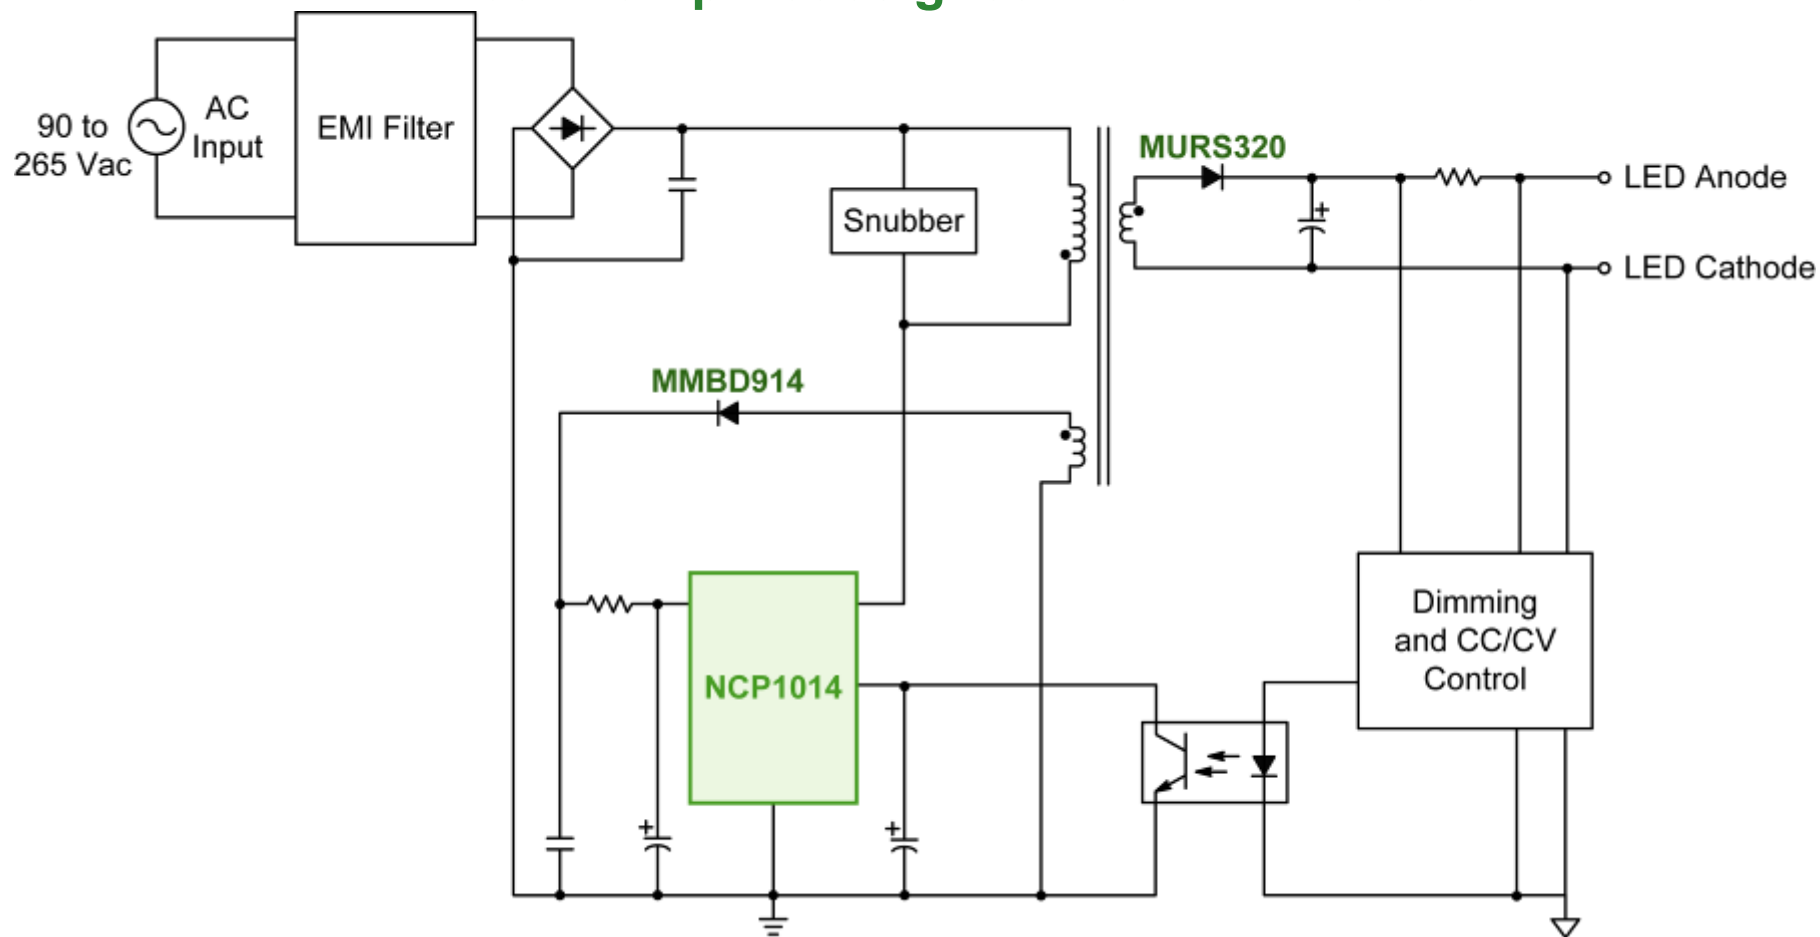 90 to
265 Vac
AC
Input
EMI Filter
Snubber
MURS320
LED Anode
LED Cathode
MMBD914
NCP1014
Dimming
and CC/CV
Control
+
+
+